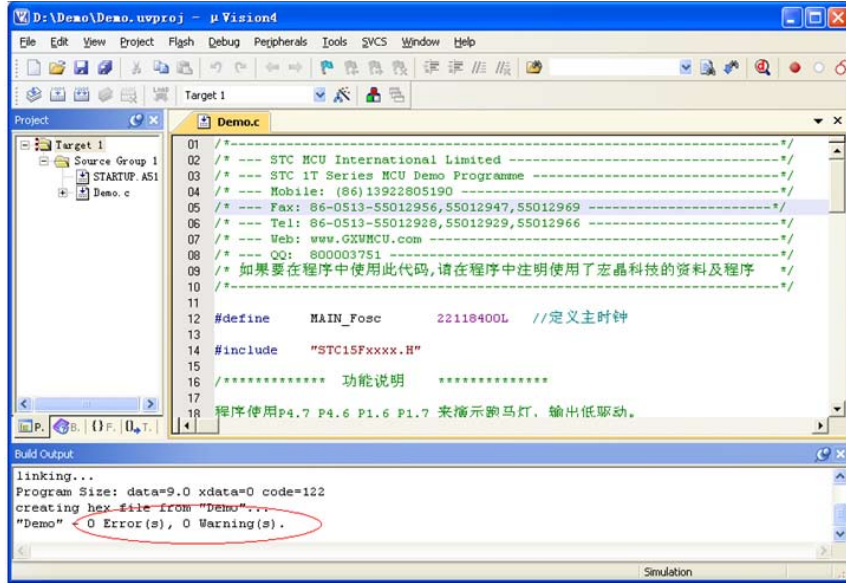 D:\Demo\Demo.uvproj - µVision4
File Edit View Project Flash Debug Peripherals Tools SVCS Window Help
Target 1
Project
Target 1
Source Group 1
STARTUP.A51
Demo.c
P. B. {} F. T.
Demo.c
01 /*----------------------------------------------------------------------*/
02 /* --- STC MCU International Limited -----------------------------------*/
03 /* --- STC 1T Series MCU Demo Programme --------------------------------*/
04 /* --- Mobile: (86)13922805190 -----------------------------------------*/
05 /* --- Fax: 86-0513-55012956,55012947,55012969 ------------------------*/
06 /* --- Tel: 86-0513-55012928,55012929,55012966 -------------------------*/
07 /* --- Web: www.GXWMCU.com ---------------------------------------------*/
08 /* --- QQ: 800003751 --------------------------------------------------*/
09 /* 如果要在程序中使用此代码,请在程序中注明使用了宏晶科技的资料及程序 */
10 /*----------------------------------------------------------------------*/
11
12 #define MAIN_Fosc 22118400L //定义主时钟
13
14 #include "STC15Fxxxx.H"
15
16 /************* 功能说明 **************
17
18 程序使用P4.7 P4.6 P1.6 P1.7 来演示跑马灯，输出低驱动。
Build Output
linking...
Program Size: data=9.0 xdata=0 code=122
creating hex file from "Demo"...
"Demo" - 0 Error(s), 0 Warning(s).
Simulation